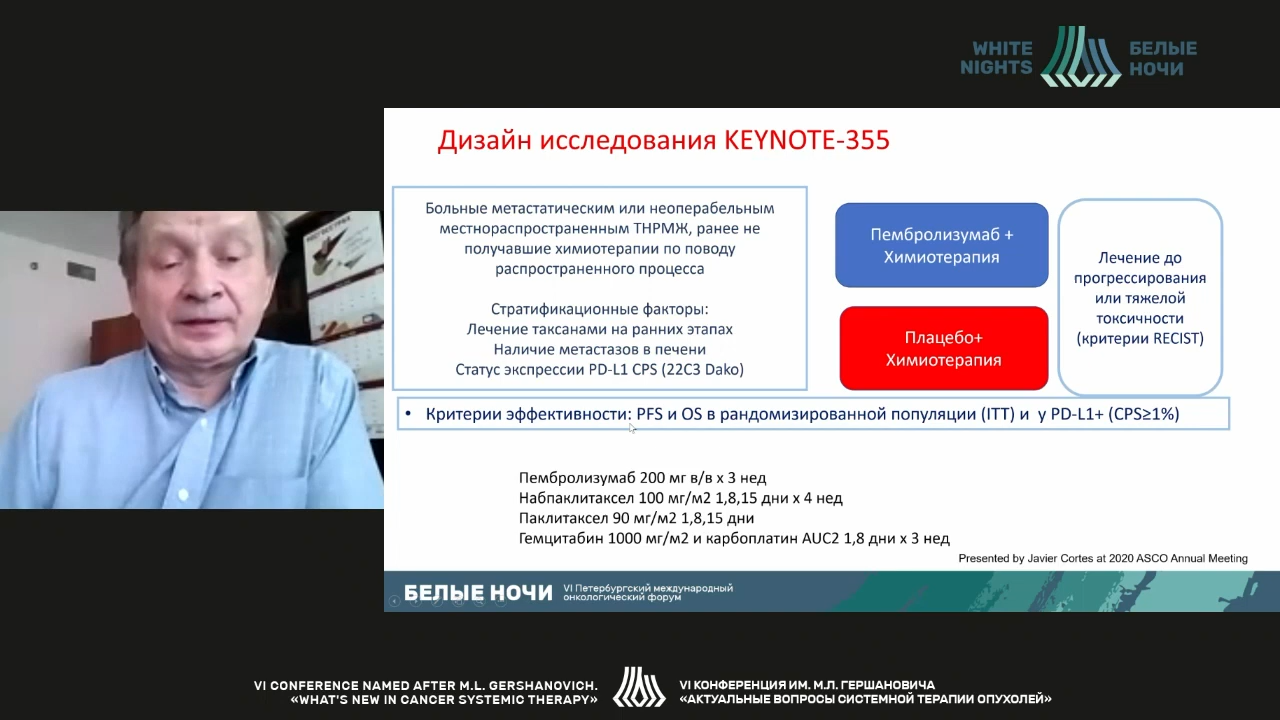 WHITE
NIGHTS
БЕЛЫЕ
НОЧИ
Дизайн исследования KEYNOTE-355
Больные метастатическим или неоперабельным
местнораспространенным ТНРМЖ, ранее не
получавшие химиотерапии по поводу
распространенного процесса
Стратификационные факторы:
Лечение таксанами на ранних этапах
Наличие метастазов в печени
Статус экспрессии PD-L1 CPS (22C3 Dako)
Пембролизумаб +
Химиотерапия
Плацебо+
Химиотерапия
Лечение до
прогрессирования
или тяжелой
токсичности
(критерии RECIST)
• Критерии эффективности: PFS и OS в рандомизированной популяции (ITT) и у PD-L1+ (CPS≥1%)
Пембролизумаб 200 мг в/в х 3 нед
Набпаклитаксел 100 мг/м2 1,8,15 дни х 4 нед
Паклитаксел 90 мг/м2 1,8,15 дни
Гемцитабин 1000 мг/м2 и карбоплатин AUC2 1,8 дни х 3 нед
Presented by Javier Cortes at 2020 ASCO Annual Meeting
БЕЛЫЕ НОЧИ
VI Петербургский международный
онкологический форум
VI CONFERENCE NAMED AFTER M.L. GERSHANOVICH.
«WHAT'S NEW IN CANCER SYSTEMIC THERAPY»
VI КОНФЕРЕНЦИЯ ИМ. М.Л. ГЕРШАНОВИЧА
«АКТУАЛЬНЫЕ ВОПРОСЫ СИСТЕМНОЙ ТЕРАПИИ ОПУХОЛЕЙ»